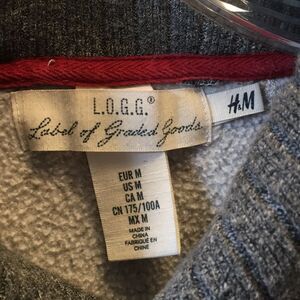 L.O.G.G.®
Label of Graded Goods
H&M
EUR M
US M
CA M
CN 175/100A
MX M
MADE IN
CHINA
FABRIQUÉ EN
CHINE